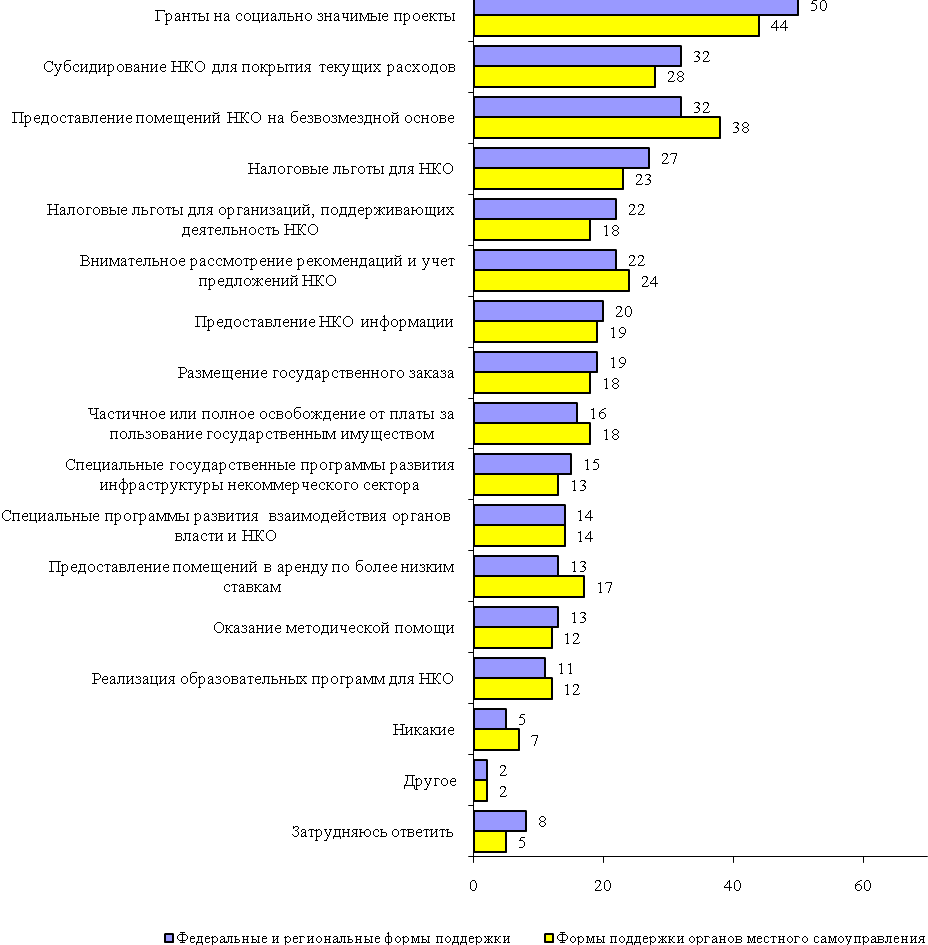 Гранты на социально значимые проекты
50
44
Субсидирование НКО для покрытия текущих расходов
32
28
Предоставление помещений НКО на безвозмездной основе
32
38
Налоговые льготы для НКО
27
23
Налоговые льготы для организаций, поддерживающих
деятельность НКО
22
18
Внимательное рассмотрение рекомендаций и учет
предложений НКО
22
24
Предоставление НКО информации
20
19
Размещение государственного заказа
19
18
Частичное или полное освобождение от платы за
пользование государственным имуществом
16
18
Специальные государственные программы развития
инфраструктуры некоммерческого сектора
15
13
Специальные программы развития взаимодействия органов
власти и НКО
14
14
Предоставление помещений в аренду по более низким
ставкам
13
17
Оказание методической помощи
13
12
Реализация образовательных программ для НКО
11
12
Никакие
5
7
Другое
2
2
Затрудняюсь ответить
8
5
0 20 40 60
Федеральные и региональные формы поддержки
Формы поддержки органов местного самоуправления